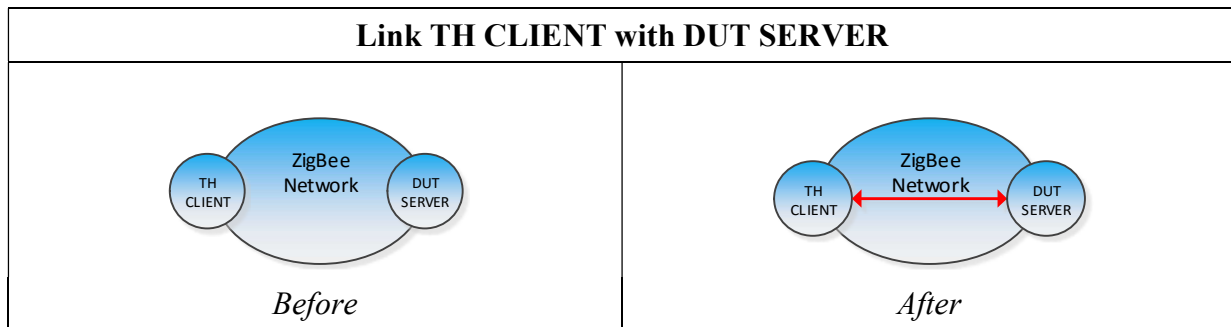 Link TH CLIENT with DUT SERVER
ZigBee
Network
TH
CLIENT
DUT
SERVER
Before
ZigBee
Network
TH
CLIENT
DUT
SERVER
After